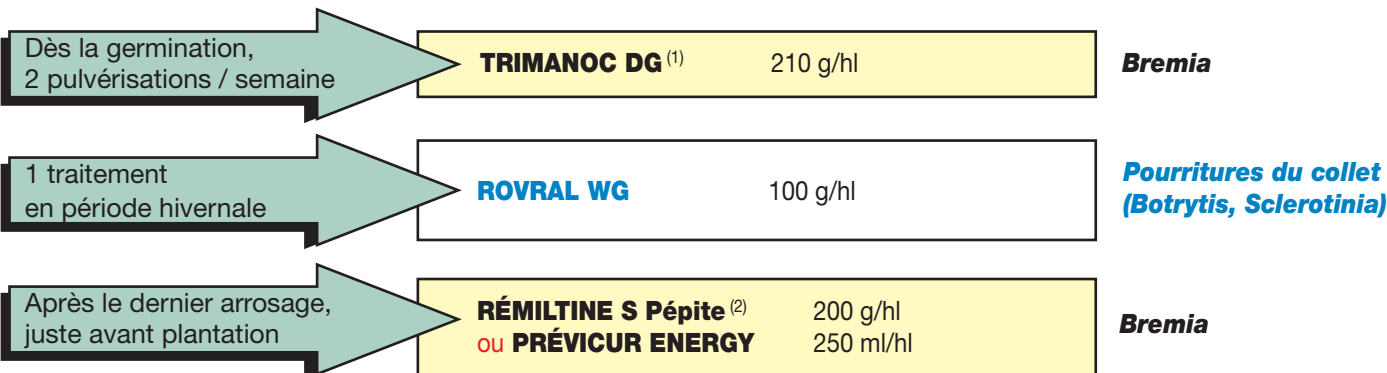 Dès la germination,
2 pulvérisations / semaine
TRIMANOC DG (1) 210 g/hl
Bremia
1 traitement
en période hivernale
ROVRAL WG 100 g/hl
Pourritures du collet
(Botrytis, Sclerotinia)
Après le dernier arrosage,
juste avant plantation
RÉMILTINE S Pépite (2) 200 g/hl
ou PRÉVICUR ENERGY 250 ml/hl
Bremia